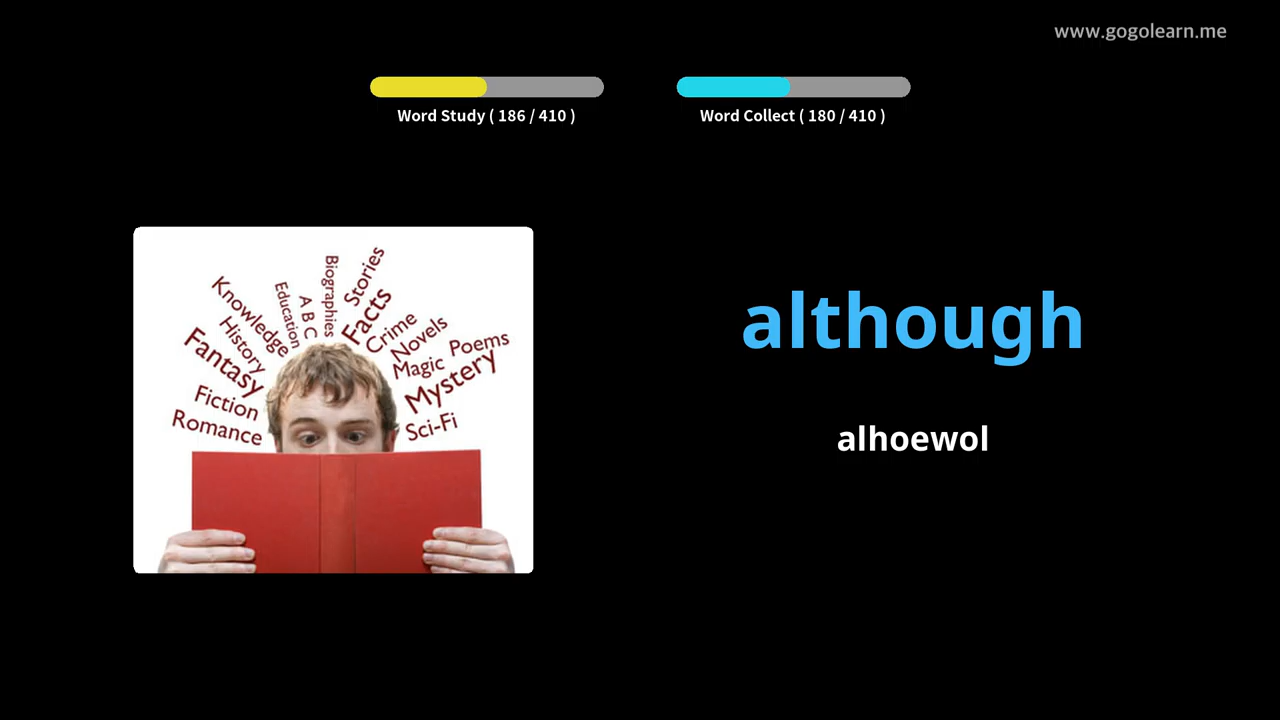 www.gogolearn.me
Word Study ( 186 / 410 )
Word Collect ( 180 / 410 )
Biographies
Stories
Education
A B C
Facts
Knowledge
Crime
History
Novels
Poems
Fantasy
Magic
Mystery
Fiction
Romance
Sci-Fi
although
alhoewol